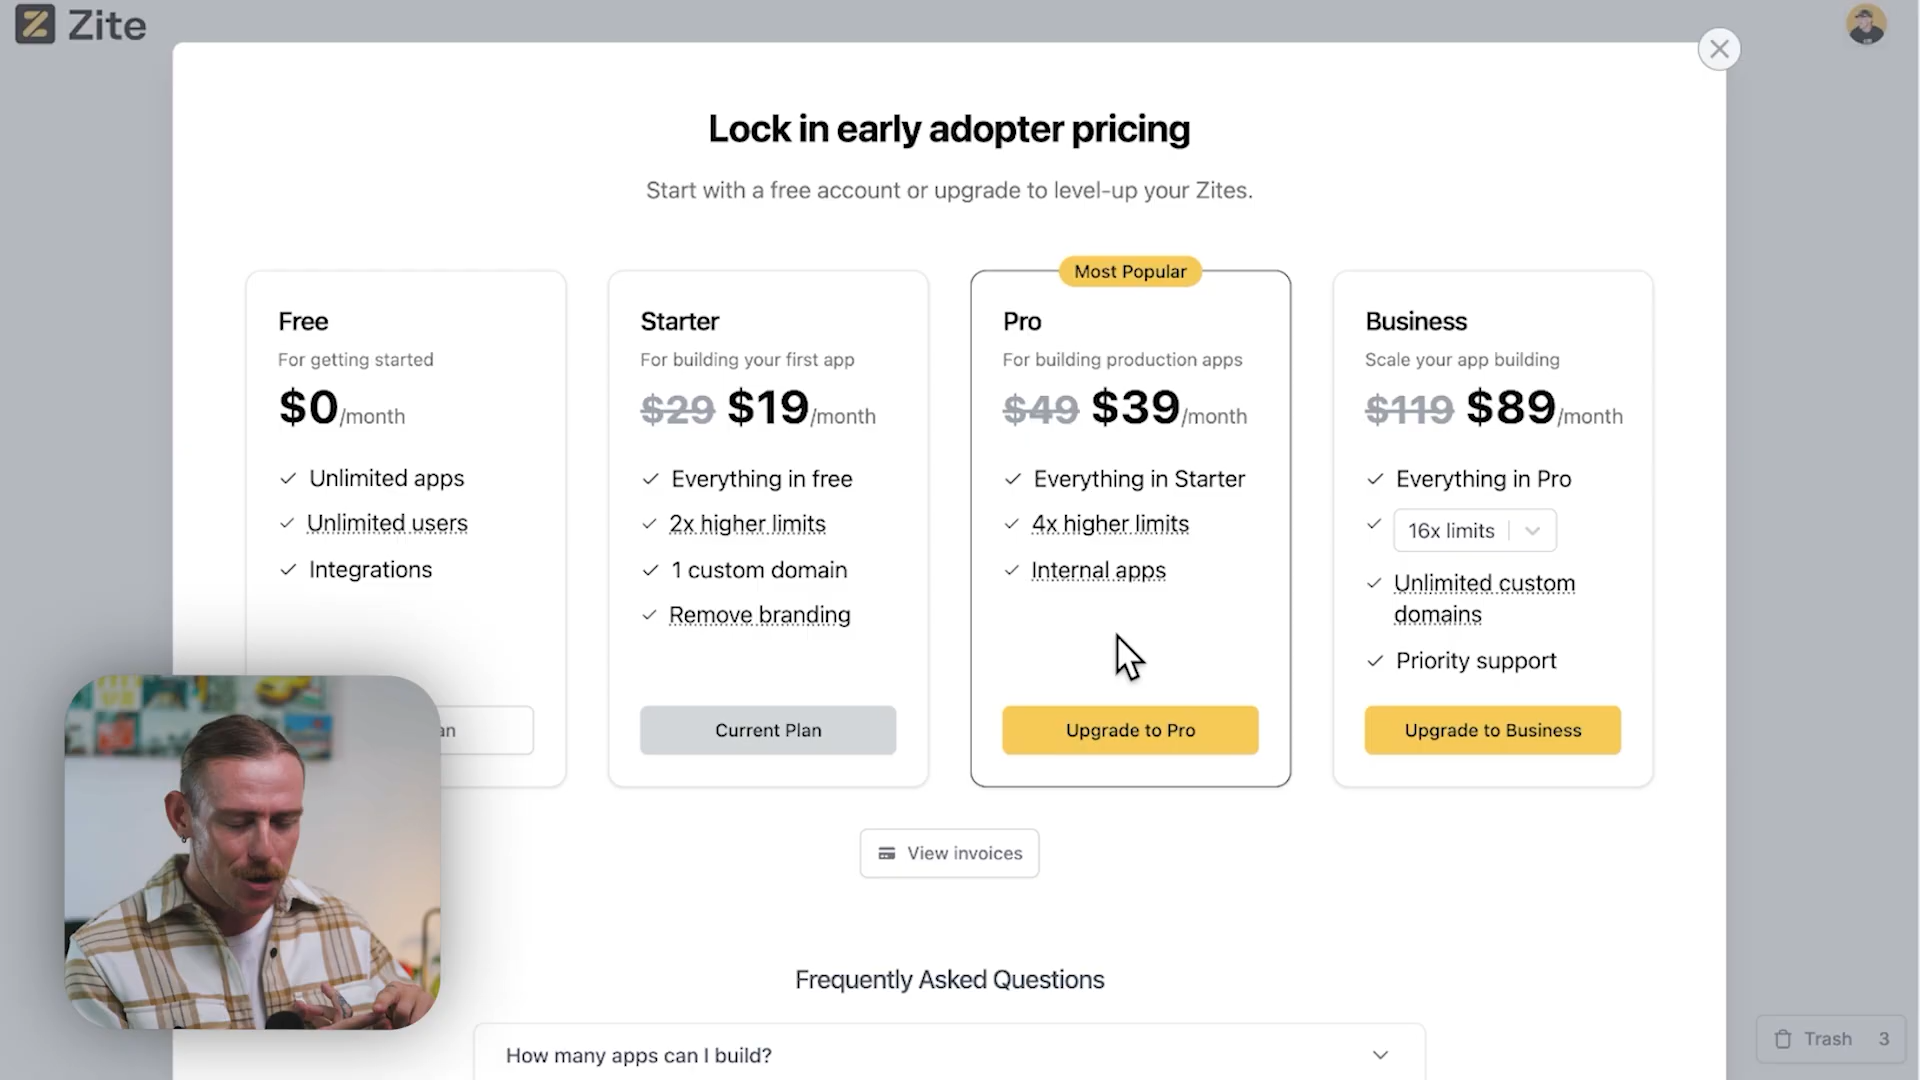 Zite
Lock in early adopter pricing
Start with a free account or upgrade to level-up your Zites.
Free
For getting started
$0/month
Unlimited apps
Unlimited users
Integrations
an
Starter
For building your first app
$29 $19/month
Everything in free
2x higher limits
1 custom domain
Remove branding
Current Plan
Most Popular
Pro
For building production apps
$49 $39/month
Everything in Starter
4x higher limits
Internal apps
Upgrade to Pro
Business
Scale your app building
$119 $89/month
Everything in Pro
16x limits
Unlimited custom
domains
Priority support
Upgrade to Business
View invoices
Frequently Asked Questions
How many apps can I build?
Trash 3